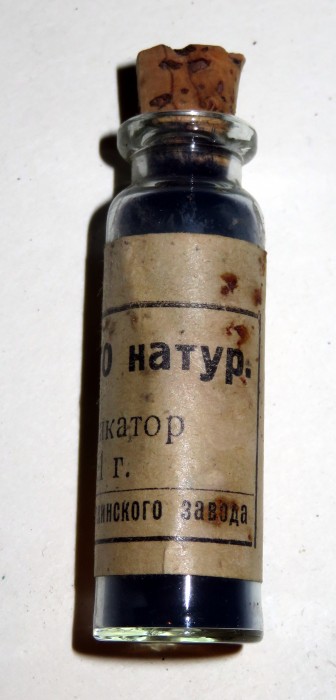 о натур.
икатор
1 г.
инского завода